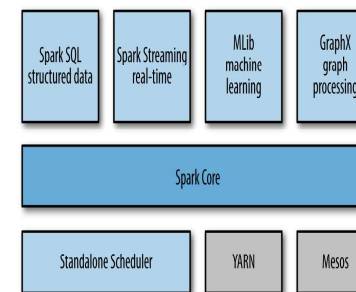 Spark SQL
structured data
Spark Streaming
real-time
MLib
machine
learning
GraphX
graph
processing
Spark Core
Standalone Scheduler
YARN
Mesos